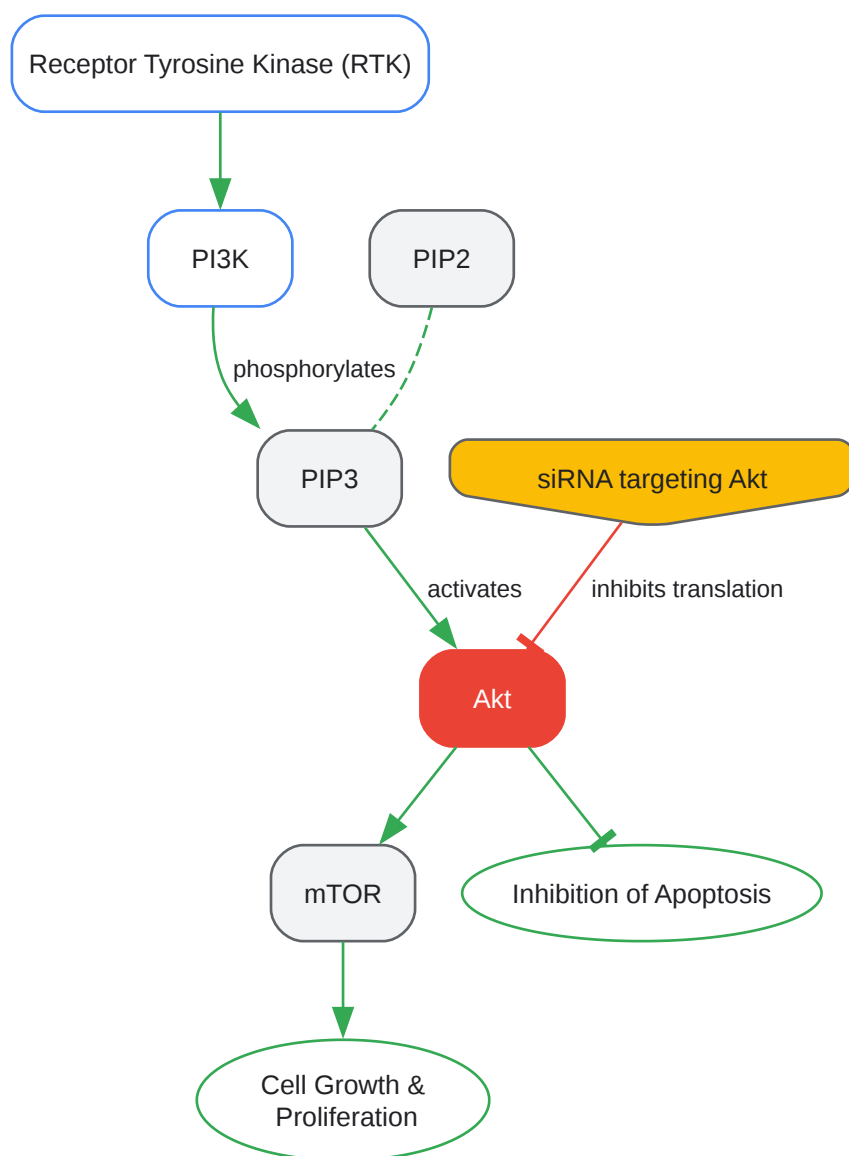 Receptor Tyrosine Kinase (RTK)
PI3K
PIP2
phosphorylates
PIP3
siRNA targeting Akt
activates
inhibits translation
Akt
mTOR
Inhibition of Apoptosis
Cell Growth &
Proliferation